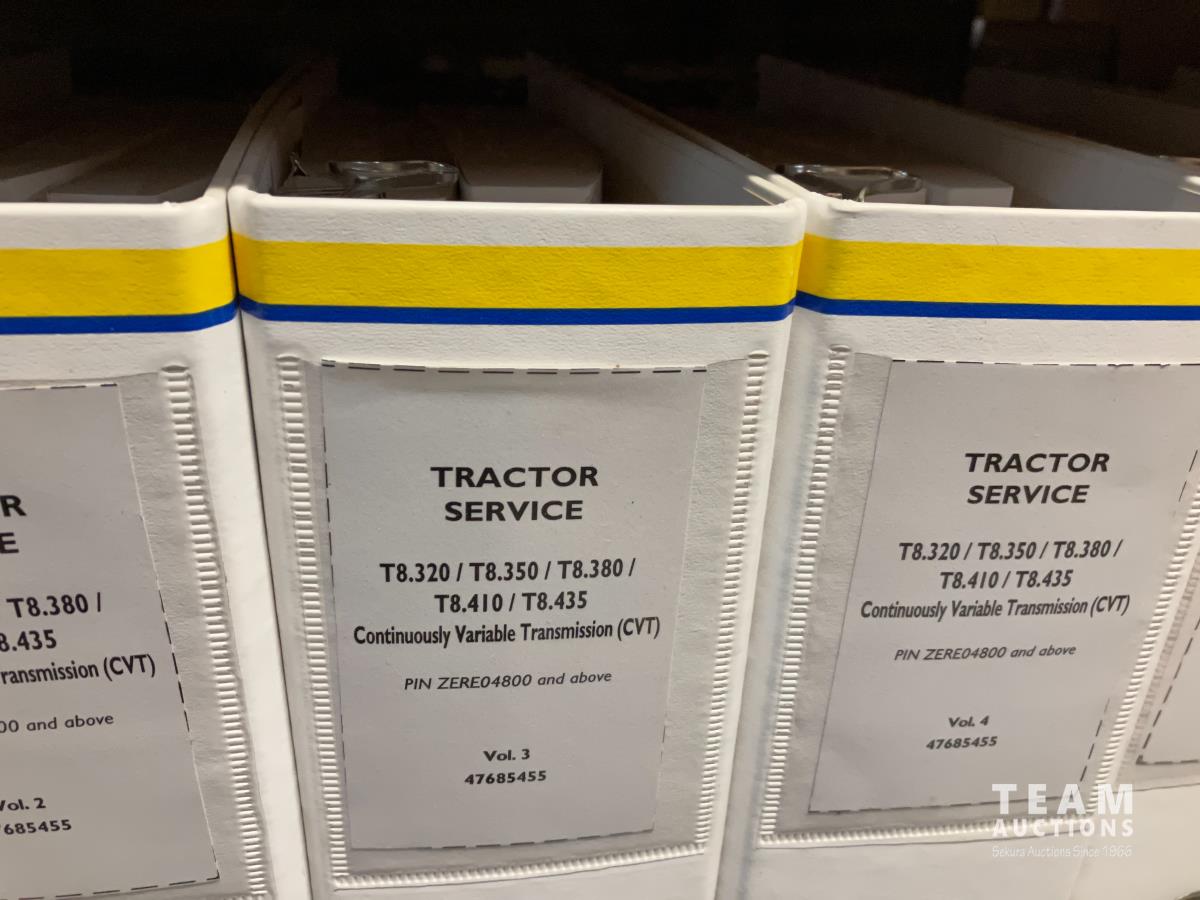 R
E
T8.380 /
8.435
ransmission (CVT)
00 and above
Vol. 2
685455
TRACTOR
SERVICE
T8.320 / T8.350 / T8.380 /
T8.410 / T8.435
Continuously Variable Transmission (CVT)
PIN ZERE04800 and above
Vol. 3
47685455
TRACTOR
SERVICE
T8.320 / T8.350 / T8.380 /
T8.410 / T8.435
Continuously Variable Transmission (CVT)
PIN ZERE04800 and above
Vol. 4
47685455
TEAM
AUCTIONS
Sekura Auctions Since 1966